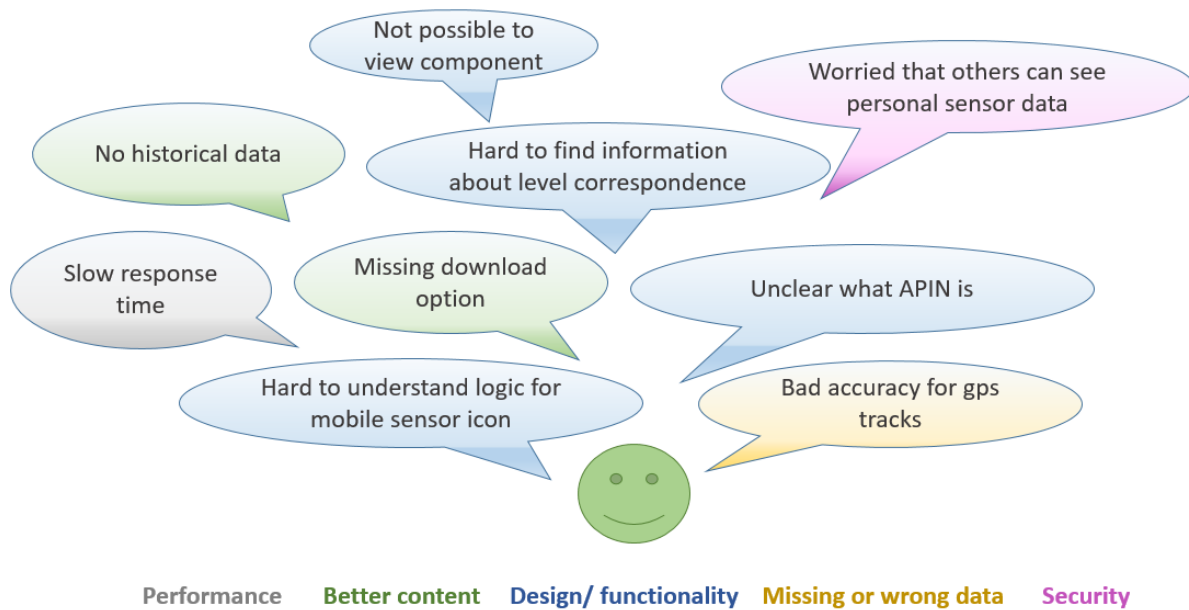 Not possible to
view component
Worried that others can see
personal sensor data
No historical data
Hard to find information
about level correspondence
Slow response
time
Missing download
option
Unclear what APIN is
Hard to understand logic for
mobile sensor icon
Bad accuracy for gps
tracks
Performance Better content Design/ functionality Missing or wrong data Security